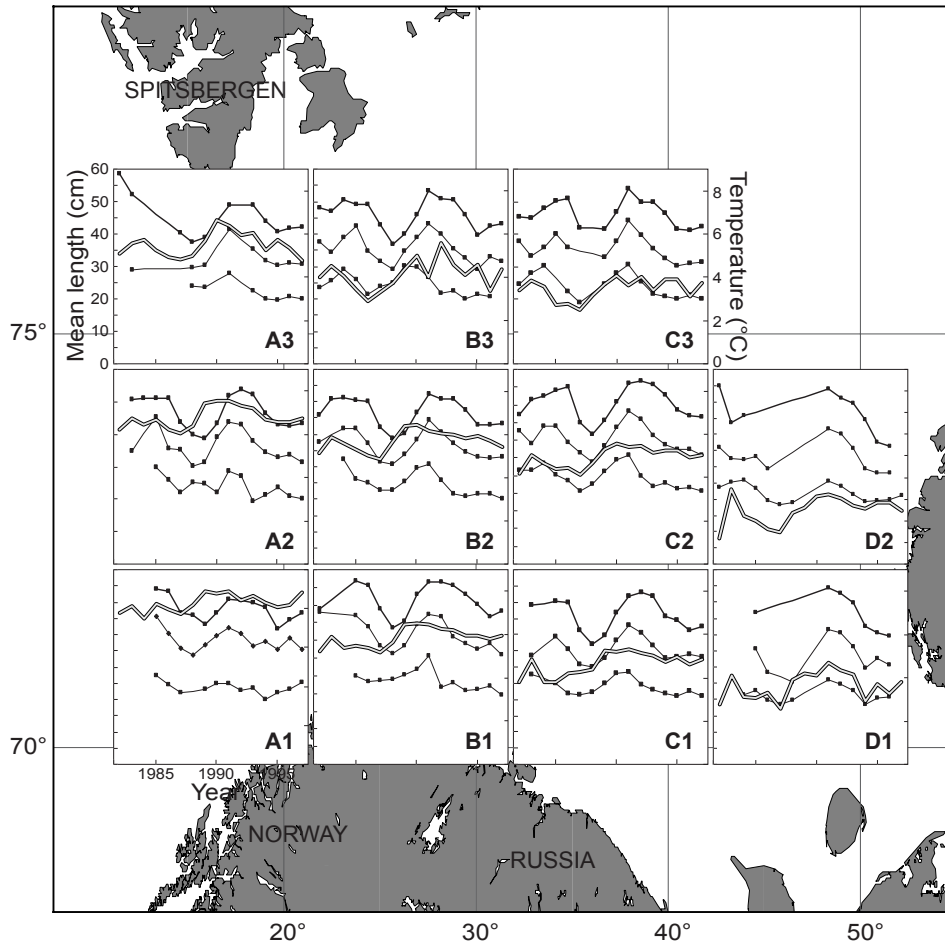 SPITSBERGEN
Mean length (cm)
60
50
40
30
20
10
0
Temperature (°C)
8
6
4
2
0
A3
B3
C3
75°
A2
B2
C2
D2
A1
B1
C1
D1
70°
1985
1990
1995
Year
NORWAY
RUSSIA
20°
30°
40°
50°